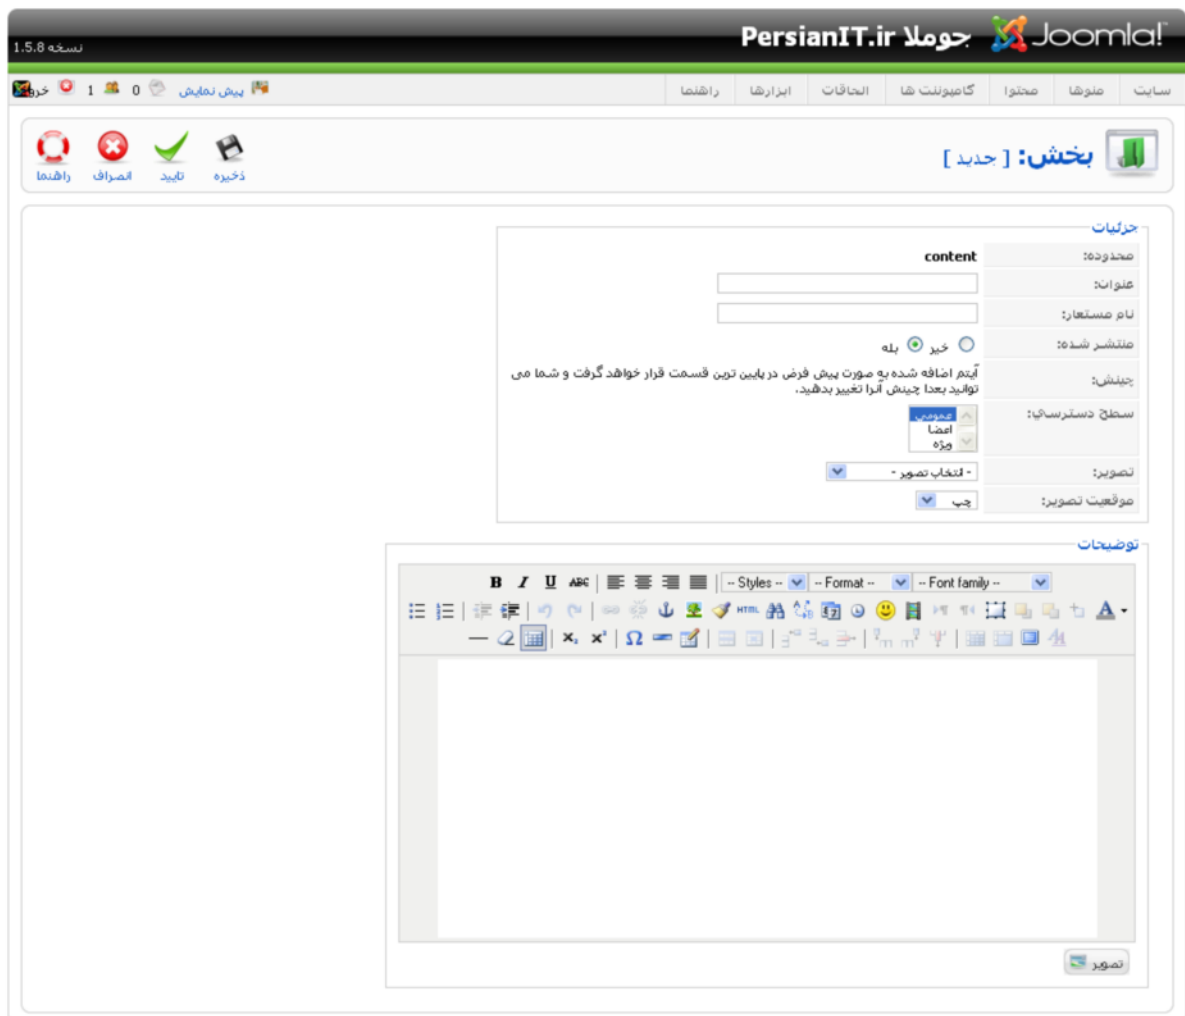 Joomla! جوملا PersianIT.ir
نسخه 1.5.8
سایت منوها محتوا کامپوننت ها الحاقات ابزارها راهنما
پیش نمایش 0 1 خروج
بخش: [ جدید ]
ذخیره تایید انصراف راهنما
جزئیات
محدوده: content
عنوان:
نام مستعار:
منتشر شده: خیر بله
چینش: آیتم اضافه شده به صورت پیش فرض در پایین ترین قسمت قرار خواهد گرفت و شما می
توانید بعدا چینش آنرا تغییر بدهید.
سطح دسترسي: عمومی
اعضا
ویژه
تصویر: - انتخاب تصویر -
موقعیت تصویر: چپ
توضیحات
B I U ABC -- Styles -- -- Format -- -- Font family --
HTML A
x₂ x² Ω
تصویر